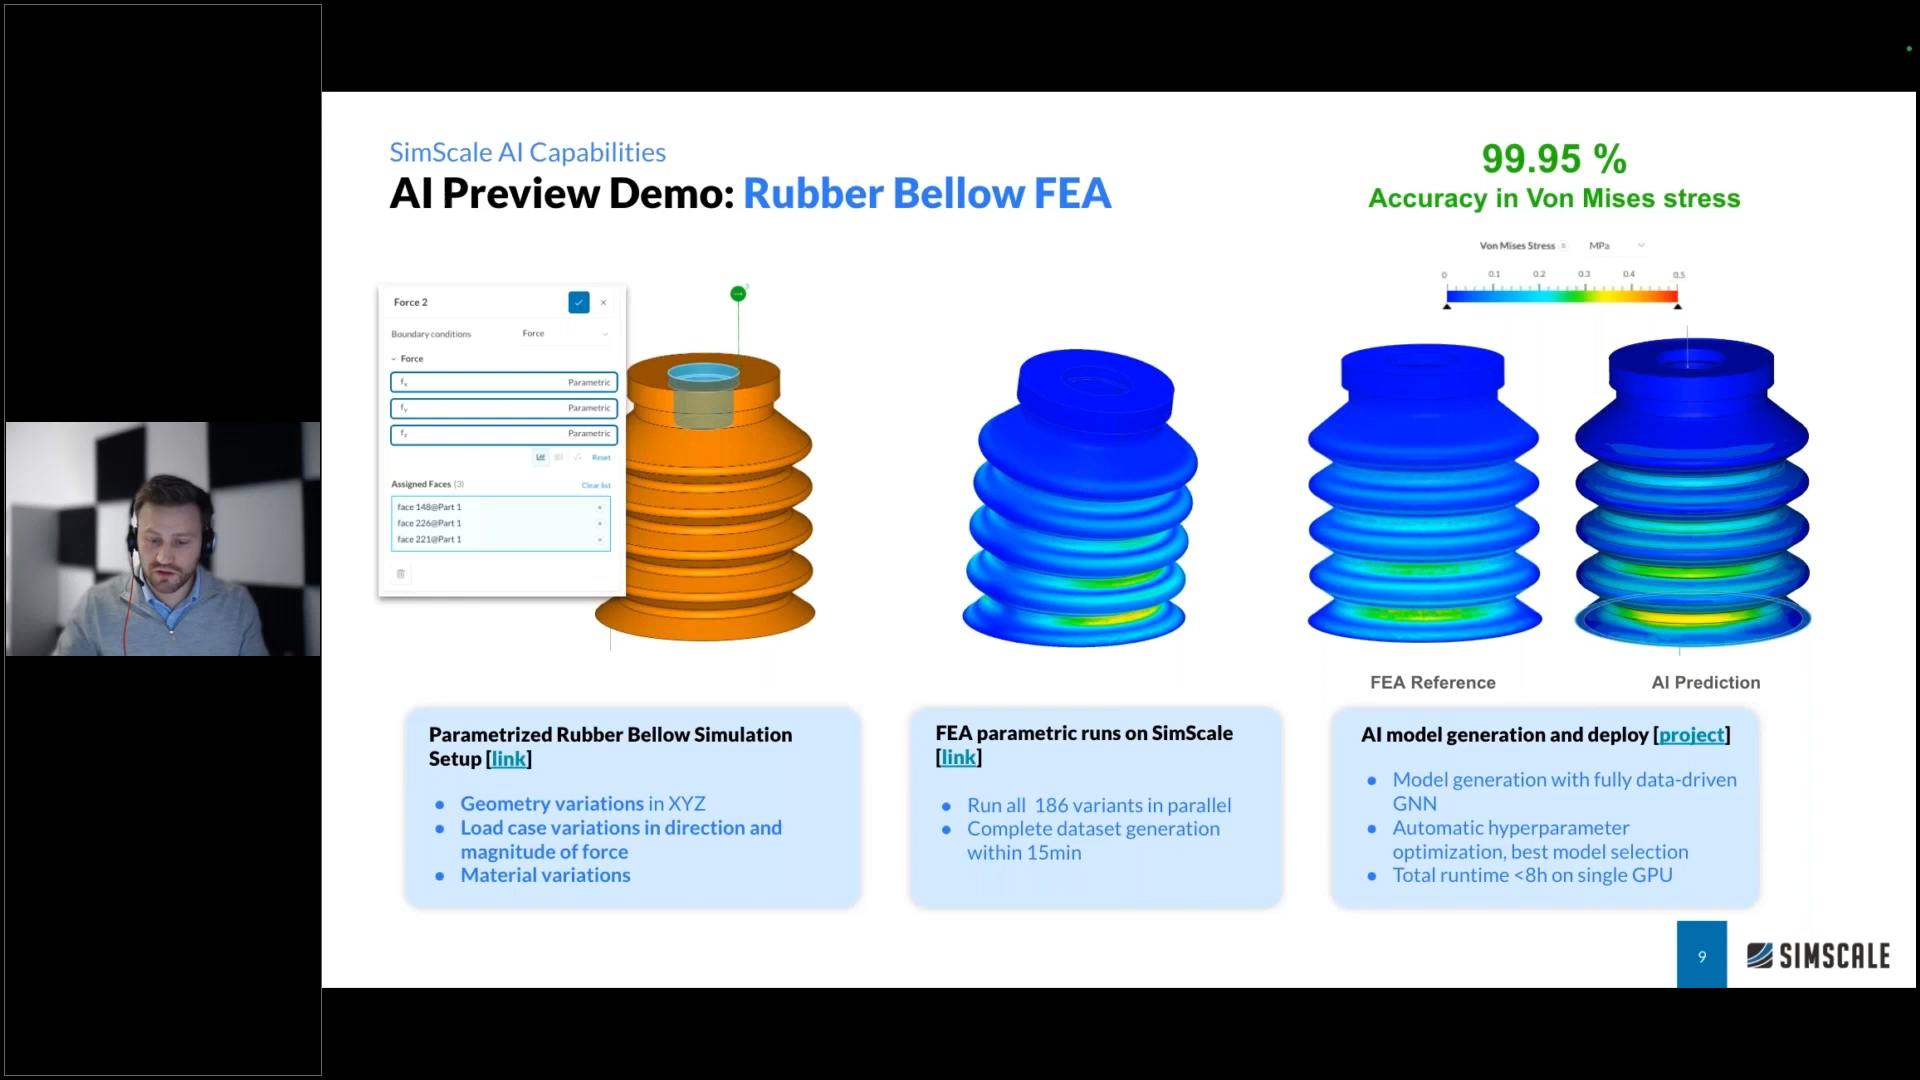 SimScale AI Capabilities
AI Preview Demo: Rubber Bellow FEA
99.95 %
Accuracy in Von Mises stress
Von Mises Stress MPa
0 0.1 0.2 0.3 0.4 0.5
Force 2
Boundary conditions Force
Force
fx Parametric
fy Parametric
fz Parametric
Reset
Assigned Faces (3) Clear list
face 148@Part 1
face 226@Part 1
face 221@Part 1
FEA Reference
AI Prediction
Parametrized Rubber Bellow Simulation
Setup [link]
● Geometry variations in XYZ
● Load case variations in direction and
magnitude of force
● Material variations
FEA parametric runs on SimScale
[link]
● Run all 186 variants in parallel
● Complete dataset generation
within 15min
AI model generation and deploy [project]
● Model generation with fully data-driven
GNN
● Automatic hyperparameter
optimization, best model selection
● Total runtime <8h on single GPU
9
SIMSCALE